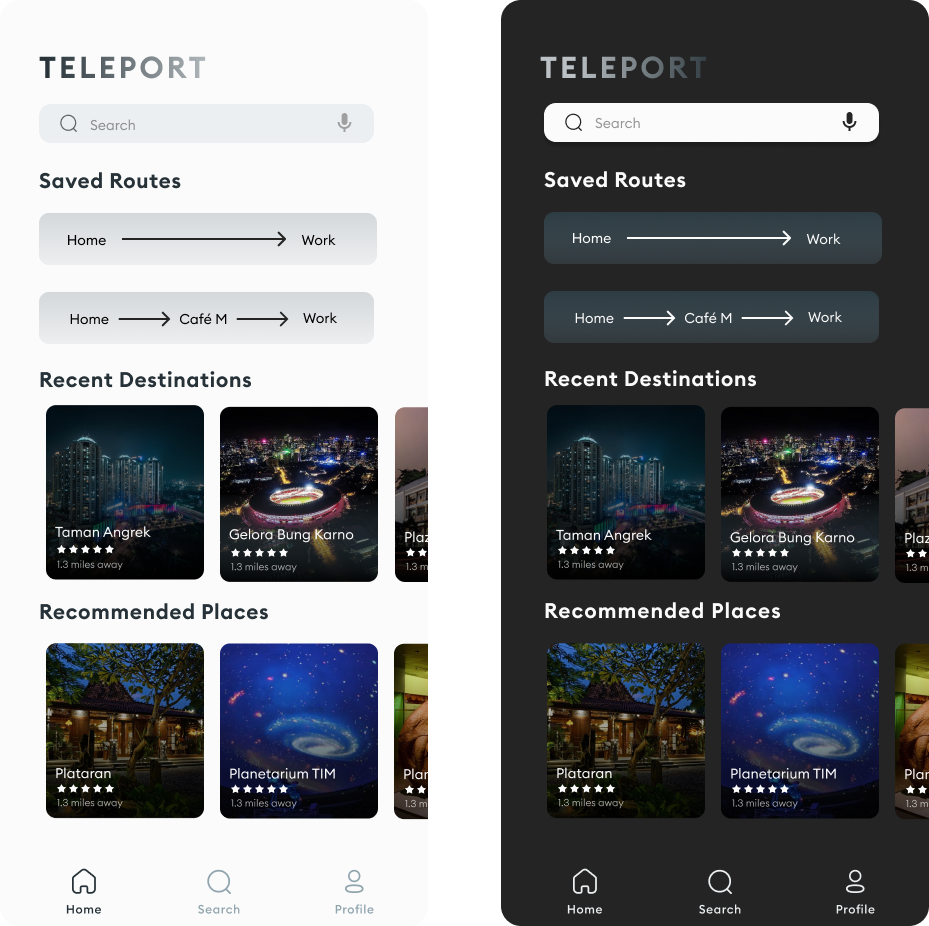 TELEPORT
Search
Saved Routes
Home Work
Home Café M Work
Recent Destinations
Taman Angrek
1.3 miles away
Gelora Bung Karno
1.3 miles away
Plaz
1.3 m
Recommended Places
Plataran
1.3 miles away
Planetarium TIM
1.3 miles away
Plan
1.3 m
Home Search Profile
TELEPORT
Search
Saved Routes
Home Work
Home Café M Work
Recent Destinations
Taman Angrek
1.3 miles away
Gelora Bung Karno
1.3 miles away
Plaz
1.3 m
Recommended Places
Plataran
1.3 miles away
Planetarium TIM
1.3 miles away
Plan
1.3 m
Home Search Profile